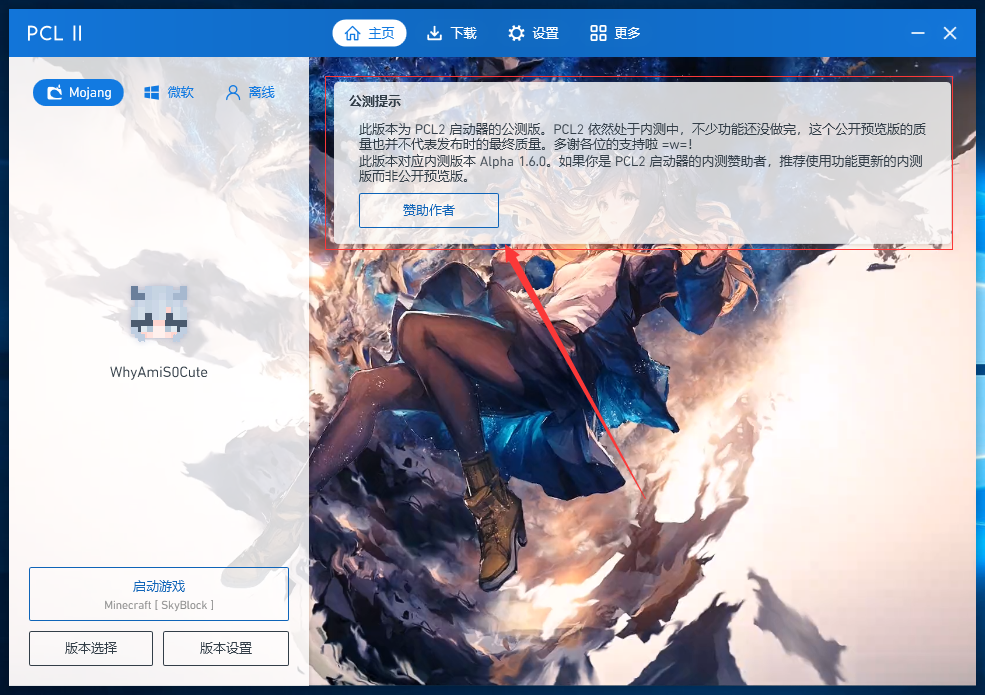 PCL II
主页
下载
设置
更多
Mojang
微软
离线
公测提示
此版本为 PCL2 启动器的公测版。PCL2 依然处于内测中，不少功能还没做完，这个公开预览版的质
量也并不代表发布时的最终质量。多谢各位的支持啦 =w=！
此版本对应内测版本 Alpha 1.6.0。如果你是 PCL2 启动器的内测赞助者，推荐使用功能更新的内测
版而非公开预览版。
赞助作者
WhyAmiS0Cute
启动游戏
Minecraft [ SkyBlock ]
版本选择
版本设置